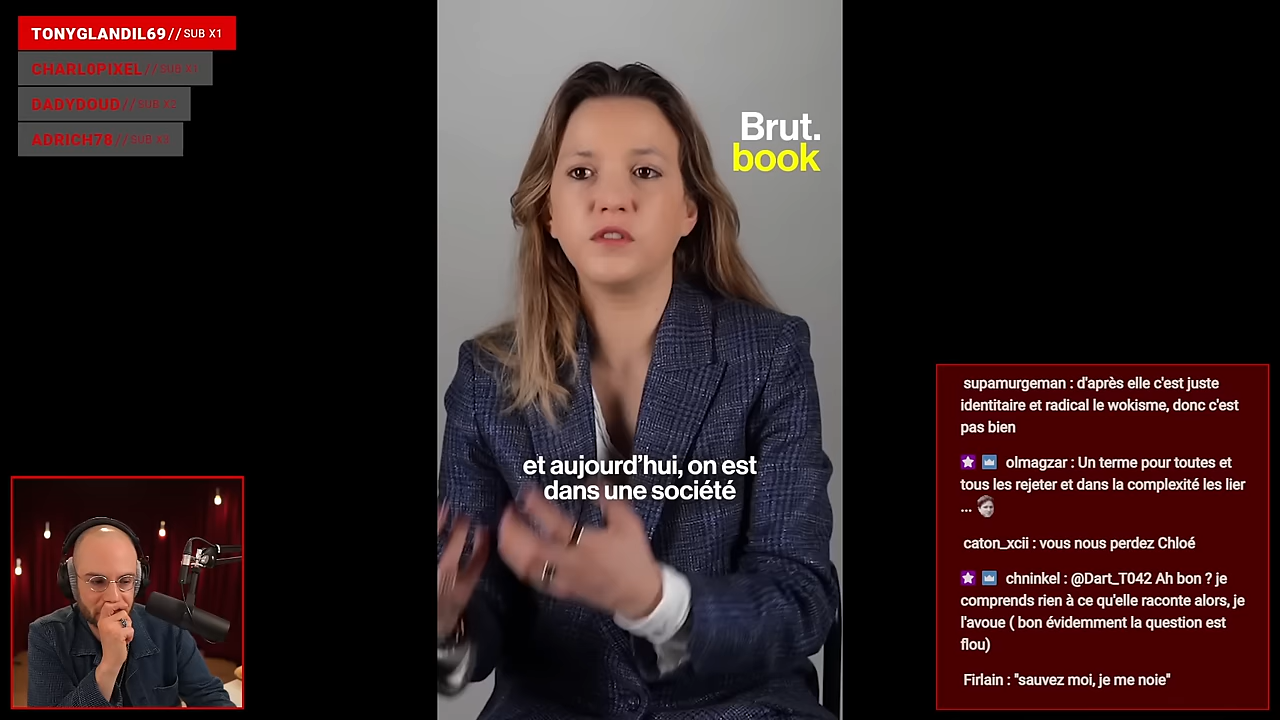 TONYGLANDIL69 // SUB X1
CHARL0PIXEL // SUB X1
DADYDOUD // SUB X2
ADRICH78 // SUB X3
Brut.
book
et aujourd'hui, on est
dans une société
supamurgeman : d'après elle c'est juste
identitaire et radical le wokisme, donc c'est
pas bien
olmagzar : Un terme pour toutes et
tous les rejeter et dans la complexité les lier
...
caton_xcii : vous nous perdez Chloé
chninkel : @Dart_T042 Ah bon ? je
comprends rien à ce qu'elle raconte alors, je
l'avoue ( bon évidemment la question est
flou)
Firlain : "sauvez moi, je me noie"